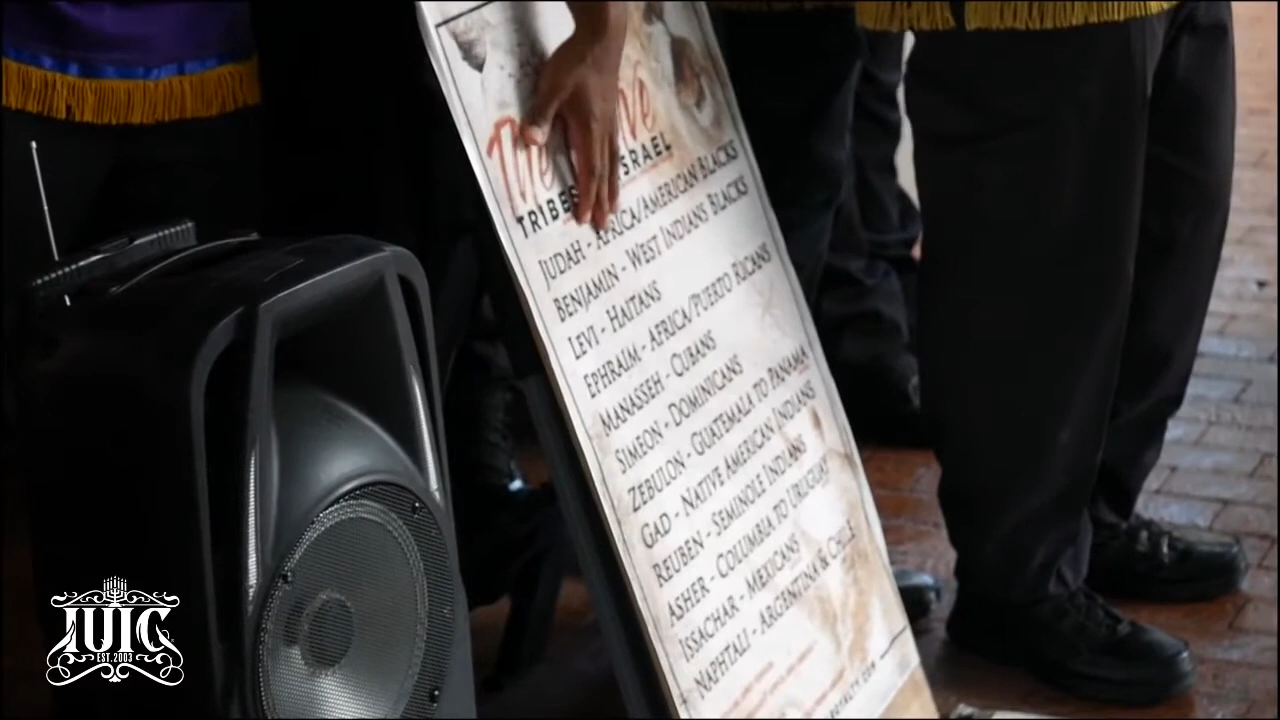 The
TRIBES ISRAEL
JUDAH - AFRICA/AMERICAN BLACKS
BENJAMIN - WEST INDIANS BLACKS
LEVI - HAITANS
EPHRAIM - AFRICA/PUERTO RICANS
MANASSEH - CUBANS
SIMEON - DOMINICANS
ZEBULON - GUATEMALA TO PANAMA
GAD - NATIVE AMERICAN INDIANS
REUBEN - SEMINOLE INDIANS
ASHER - COLUMBIA TO URUGUAY
ISSACHAR - MEXICANS
NAPHTALI - ARGENTINA & CHILE
IUIC
EST. 2003